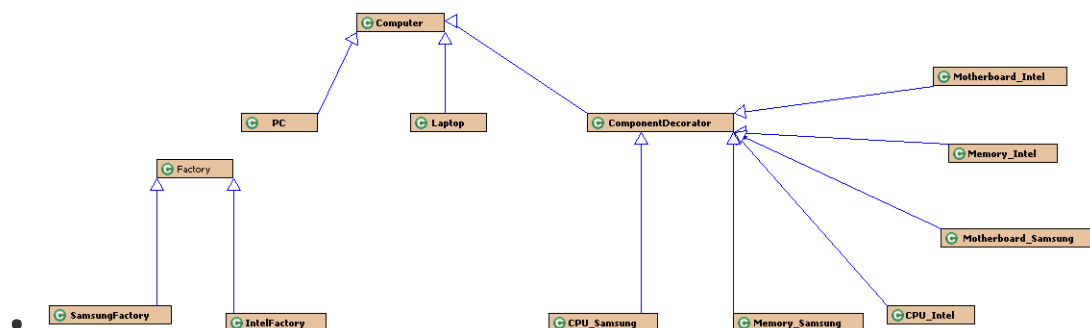 Computer
Motherboard_Intel
PC
Laptop
ComponentDecorator
Memory_Intel
Factory
Motherboard_Samsung
SamsungFactory
IntelFactory
CPU_Samsung
Memory_Samsung
CPU_Intel